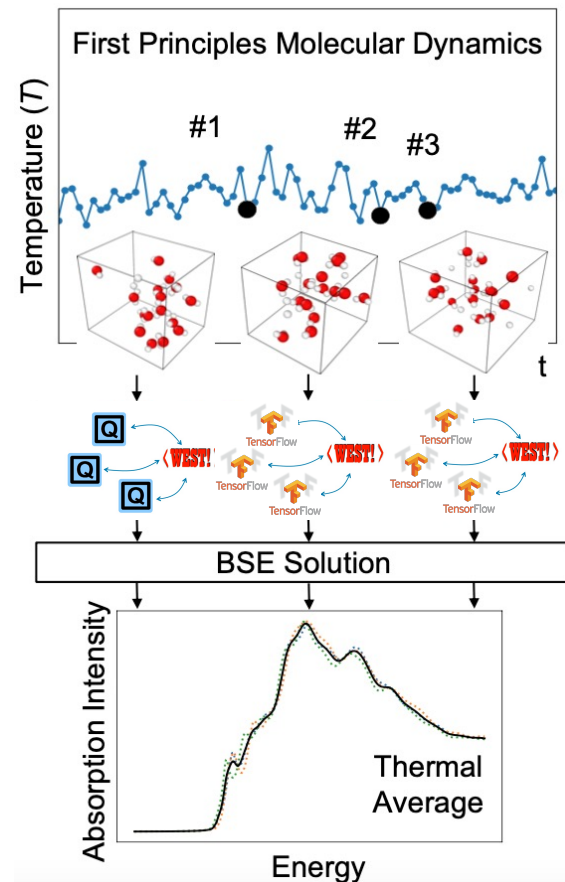 First Principles Molecular Dynamics
Temperature (T)
#1
#2
#3
t
Q
Q
Q
<WEST!
TensorFlow
TensorFlow
TensorFlow
<WEST!>
TensorFlow
TensorFlow
TensorFlow
<WEST!>
BSE Solution
Absorption Intensity
Thermal
Average
Energy